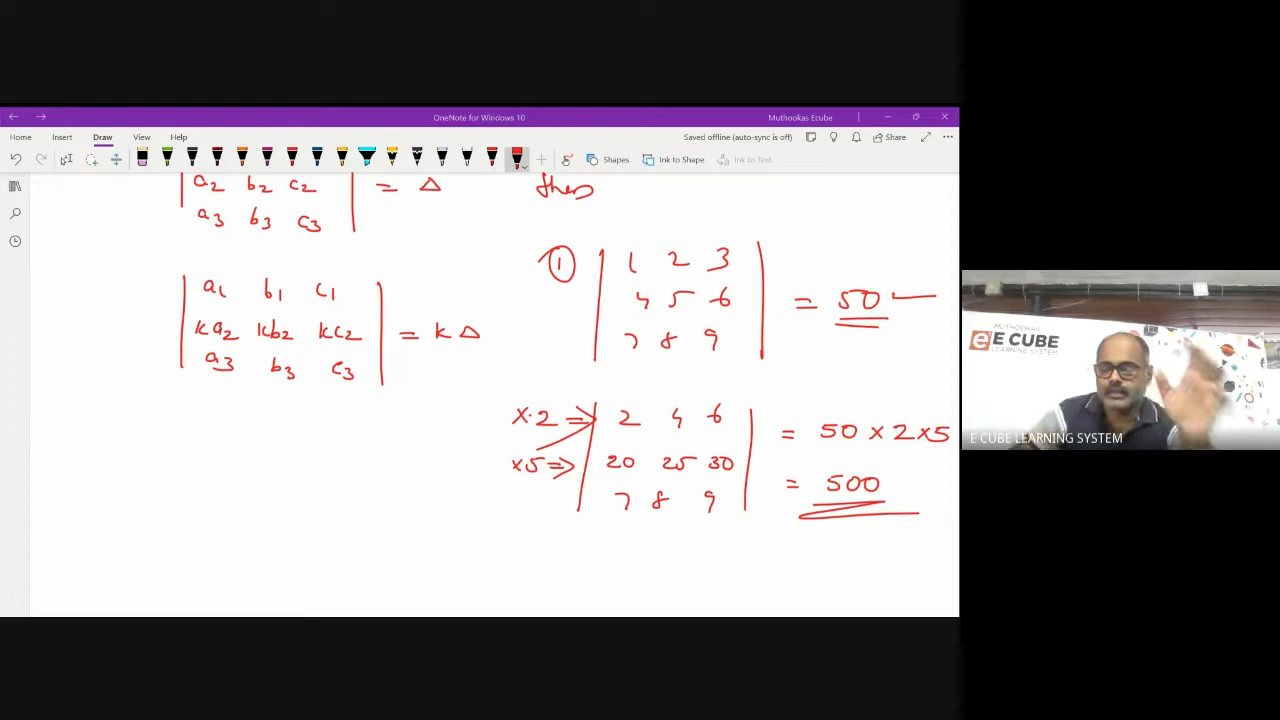 OneNote for Windows 10
Muthookas Ecube
Home Insert Draw View Help
Saved offline (auto-sync is off) Share
Shapes Ink to Shape Ink to Text
a2 b2 c2 = Δ
a3 b3 c3
a1 b1 c1
ka2 kb2 kc2 = k Δ
a3 b3 c3
1
1 2 3
4 5 6 = 50
7 8 9
x·2 ⇒ 2 4 6 = 50 x 2 x 5
x5 ⇒ 20 25 30
7 8 9 = 500
MUTHOOKAS
e E CUBE
LEARNING SYSTEM
E CUBE LEARNING SYSTEM